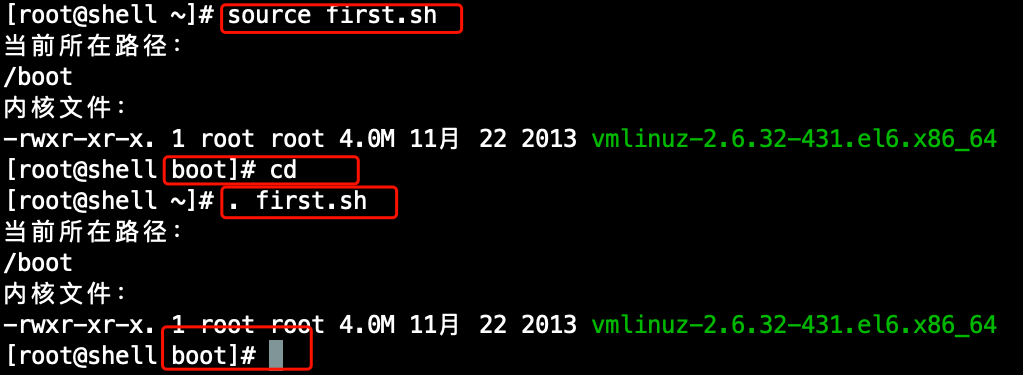 [root@shell ~]# source first.sh
当前所在路径：
/boot
内核文件：
-rwxr-xr-x. 1 root root 4.0M 11月 22 2013 vmlinuz-2.6.32-431.el6.x86_64
[root@shell boot]# cd
[root@shell ~]# . first.sh
当前所在路径：
/boot
内核文件：
-rwxr-xr-x. 1 root root 4.0M 11月 22 2013 vmlinuz-2.6.32-431.el6.x86_64
[root@shell boot]#